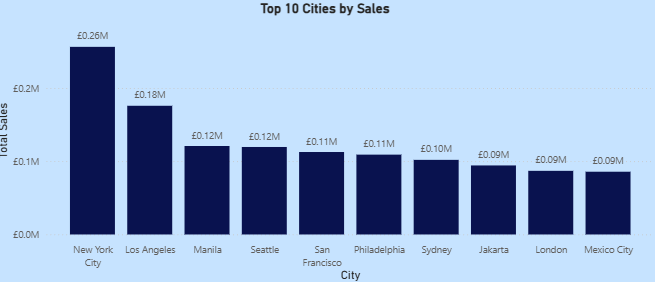 Top 10 Cities by Sales
Total Sales
£0.2M
£0.1M
£0.0M
£0.26M
£0.18M
£0.12M
£0.12M
£0.11M
£0.11M
£0.10M
£0.09M
£0.09M
£0.09M
New York
City
Los Angeles
Manila
Seattle
San
Francisco
Philadelphia
Sydney
Jakarta
London
Mexico City
City